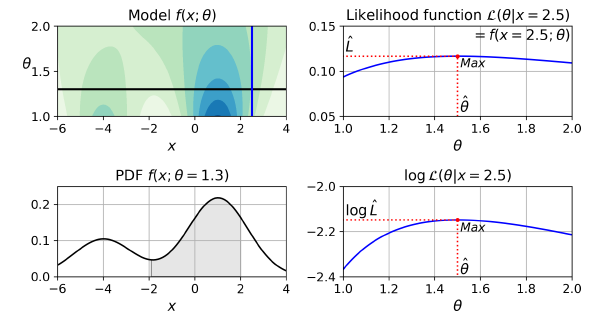 Model f(x; θ)
2.0
θ
1.5
1.0
−6
−4
−2
0
2
4
x
Likelihood function ℒ(θ|x = 2.5)
= f(x = 2.5; θ)
0.15
L̂
0.10
Max
θ̂
0.05
1.0
1.2
1.4
1.6
1.8
2.0
θ
PDF f(x; θ = 1.3)
0.2
0.1
0.0
−6
−4
−2
0
2
4
x
log ℒ(θ|x = 2.5)
−2.0
log L̂
−2.2
Max
θ̂
−2.4
1.0
1.2
1.4
1.6
1.8
2.0
θ